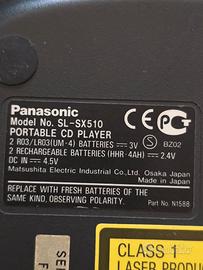 Panasonic
Model No. SL-SX510
PORTABLE CD PLAYER
2 R03/LR03(UM-4) BATTERIES ⎓ 3V
2 RECHARGEABLE BATTERIES (HHR-4AH) ⎓ 2.4V
DC IN ⎓ 4.5V
Matsushita Electric Industrial Co., Ltd. Osaka Japan
Made in Japan
REPLACE WITH FRESH BATTERIES OF THE SAME
KIND, OBSERVING POLARITY.
Part No. N1588
CE
S
BZ02
CLASS 1
LASER PRODU
SE